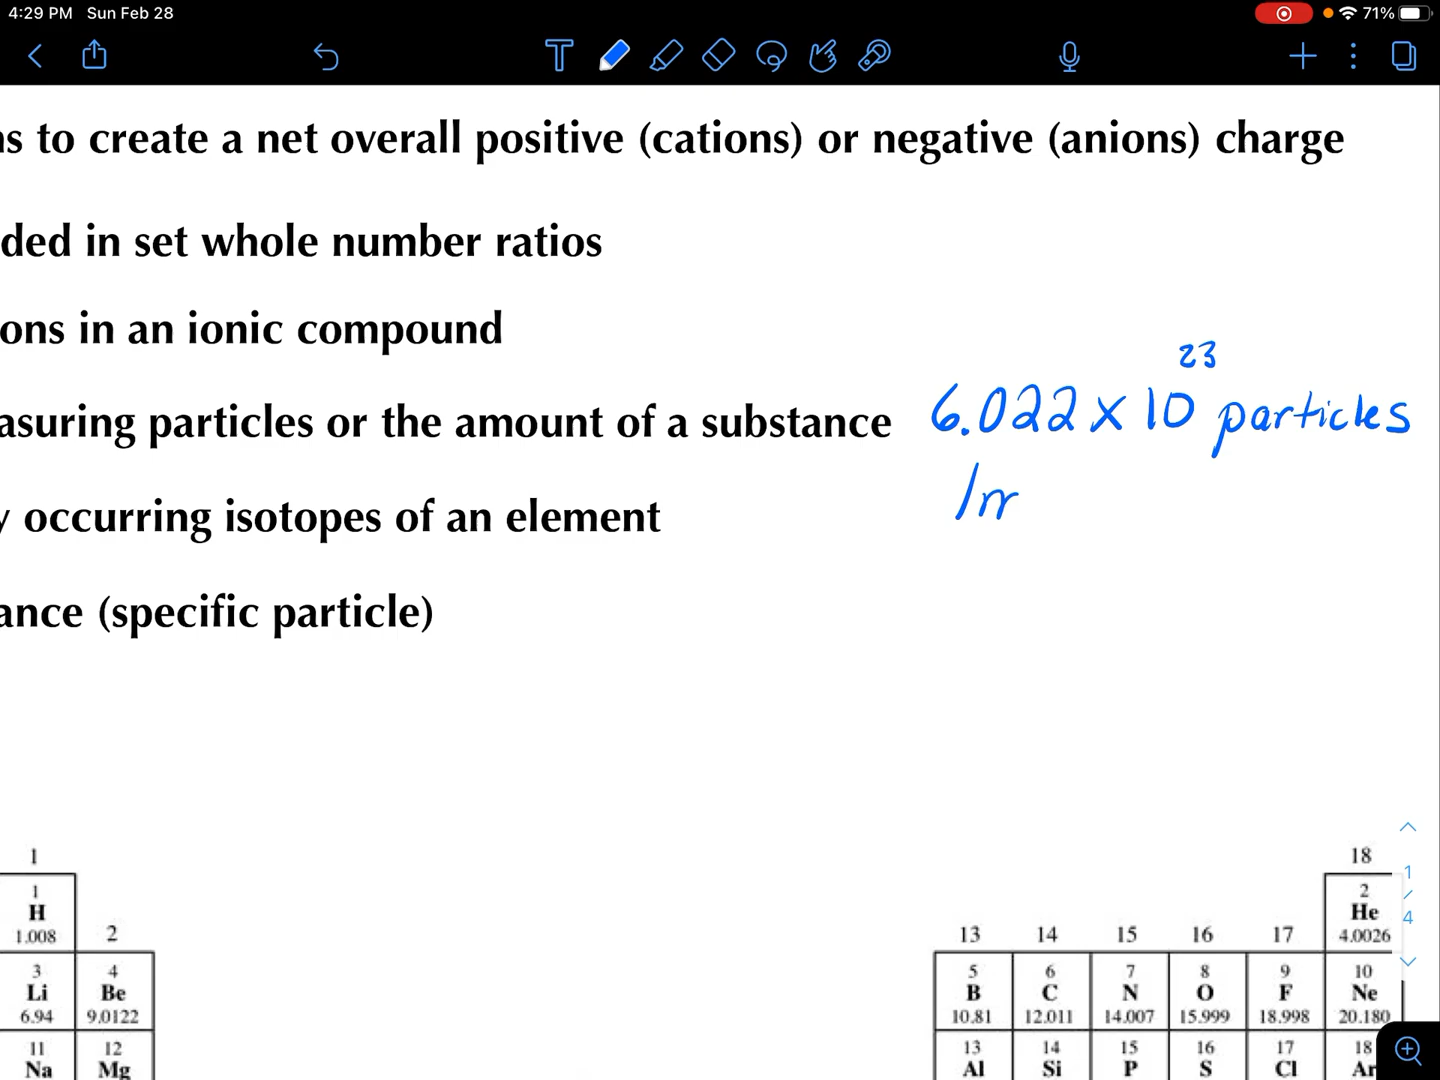 4:29 PM Sun Feb 28
71%
ns to create a net overall positive (cations) or negative (anions) charge
ded in set whole number ratios
ons in an ionic compound
asuring particles or the amount of a substance
6.022 x 10^23 particles
/m
y occurring isotopes of an element
ance (specific particle)
1
18
1
H
1.008
2
2
He
4.0026
13 14 15 16 17
3
Li
6.94
4
Be
9.0122
5
B
10.81
6
C
12.011
7
N
14.007
8
O
15.999
9
F
18.998
10
Ne
20.180
11
Na
12
Mg
13
Al
14
Si
15
P
16
S
17
Cl
18
Ar
1
/
4